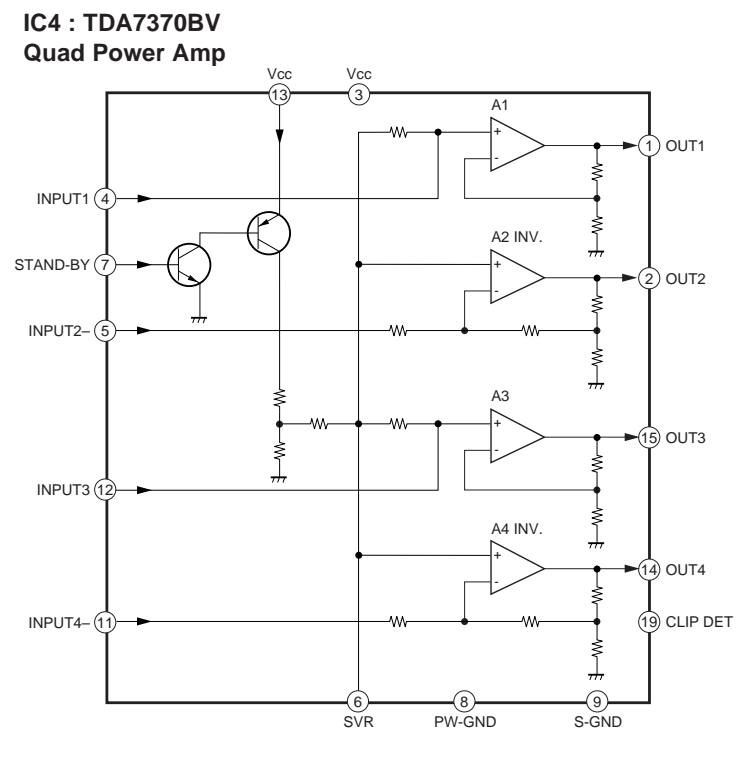 IC4 : TDA7370BV
Quad Power Amp
Vcc
Vcc
13
3
A1
+
-
1 OUT1
INPUT1 4
A2 INV.
STAND-BY 7
+
-
2 OUT2
INPUT2– 5
A3
+
-
15 OUT3
INPUT3 12
A4 INV.
+
-
14 OUT4
INPUT4– 11
19 CLIP DET
6
8
9
SVR
PW-GND
S-GND